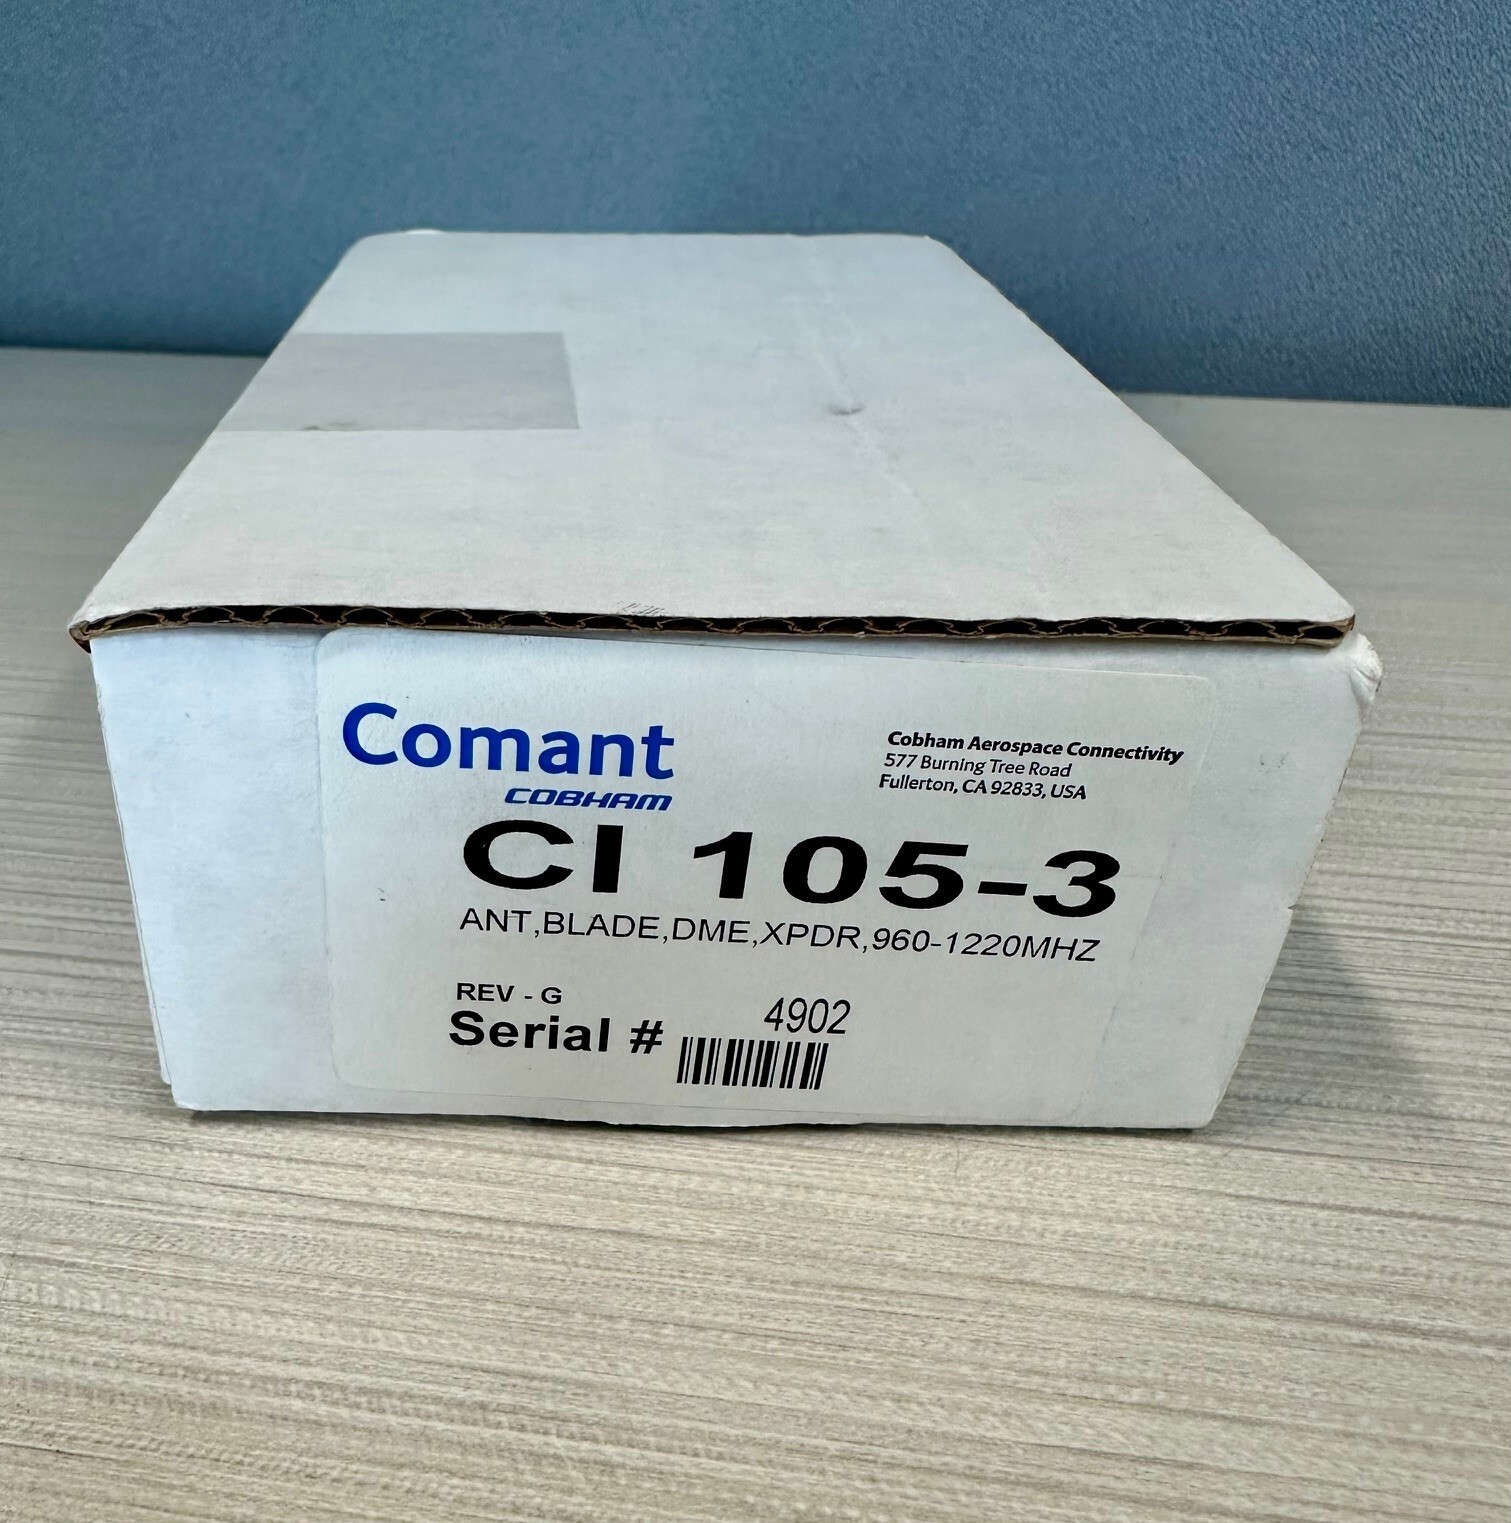 Comant
COBHAM
Cobham Aerospace Connectivity
577 Burning Tree Road
Fullerton, CA 92833, USA
CI 105-3
ANT,BLADE,DME,XPDR,960-1220MHZ
REV - G
Serial # 4902